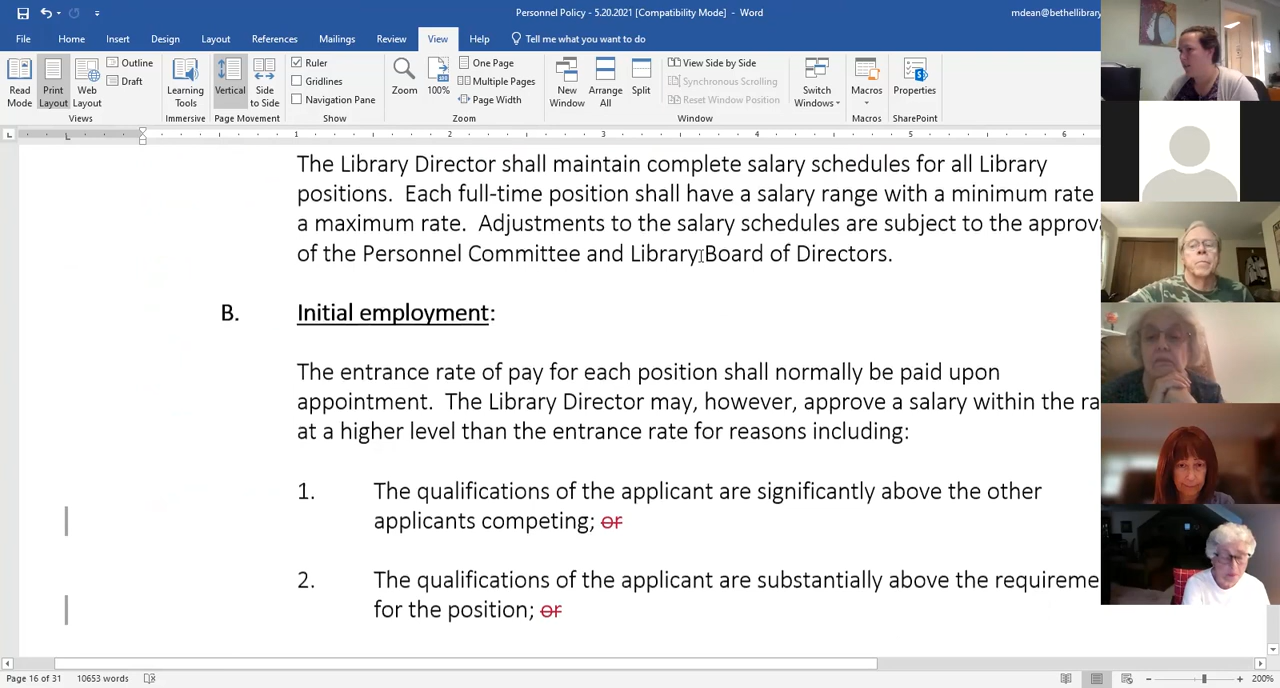 Personnel Policy - 5.20.2021 [Compatibility Mode] - Word
mdean@bethellibrary
File Home Insert Design Layout References Mailings Review View Help Tell me what you want to do
Read Mode
Print Layout
Web Layout
Outline
Draft
Views
Learning Tools
Immersive
Vertical
Side to Side
Page Movement
Ruler
Gridlines
Navigation Pane
Show
Zoom
100%
One Page
Multiple Pages
Page Width
Zoom
New Window
Arrange All
Split
View Side by Side
Synchronous Scrolling
Reset Window Position
Window
Switch Windows
Macros
Macros
Properties
SharePoint
1 2 3 4 5 6
The Library Director shall maintain complete salary schedules for all Library
positions. Each full-time position shall have a salary range with a minimum rate
a maximum rate. Adjustments to the salary schedules are subject to the approv
of the Personnel Committee and Library Board of Directors.
B. Initial employment:
The entrance rate of pay for each position shall normally be paid upon
appointment. The Library Director may, however, approve a salary within the ra
at a higher level than the entrance rate for reasons including:
1. The qualifications of the applicant are significantly above the other
applicants competing; or
2. The qualifications of the applicant are substantially above the requireme
for the position; or
Page 16 of 31 10653 words
200%